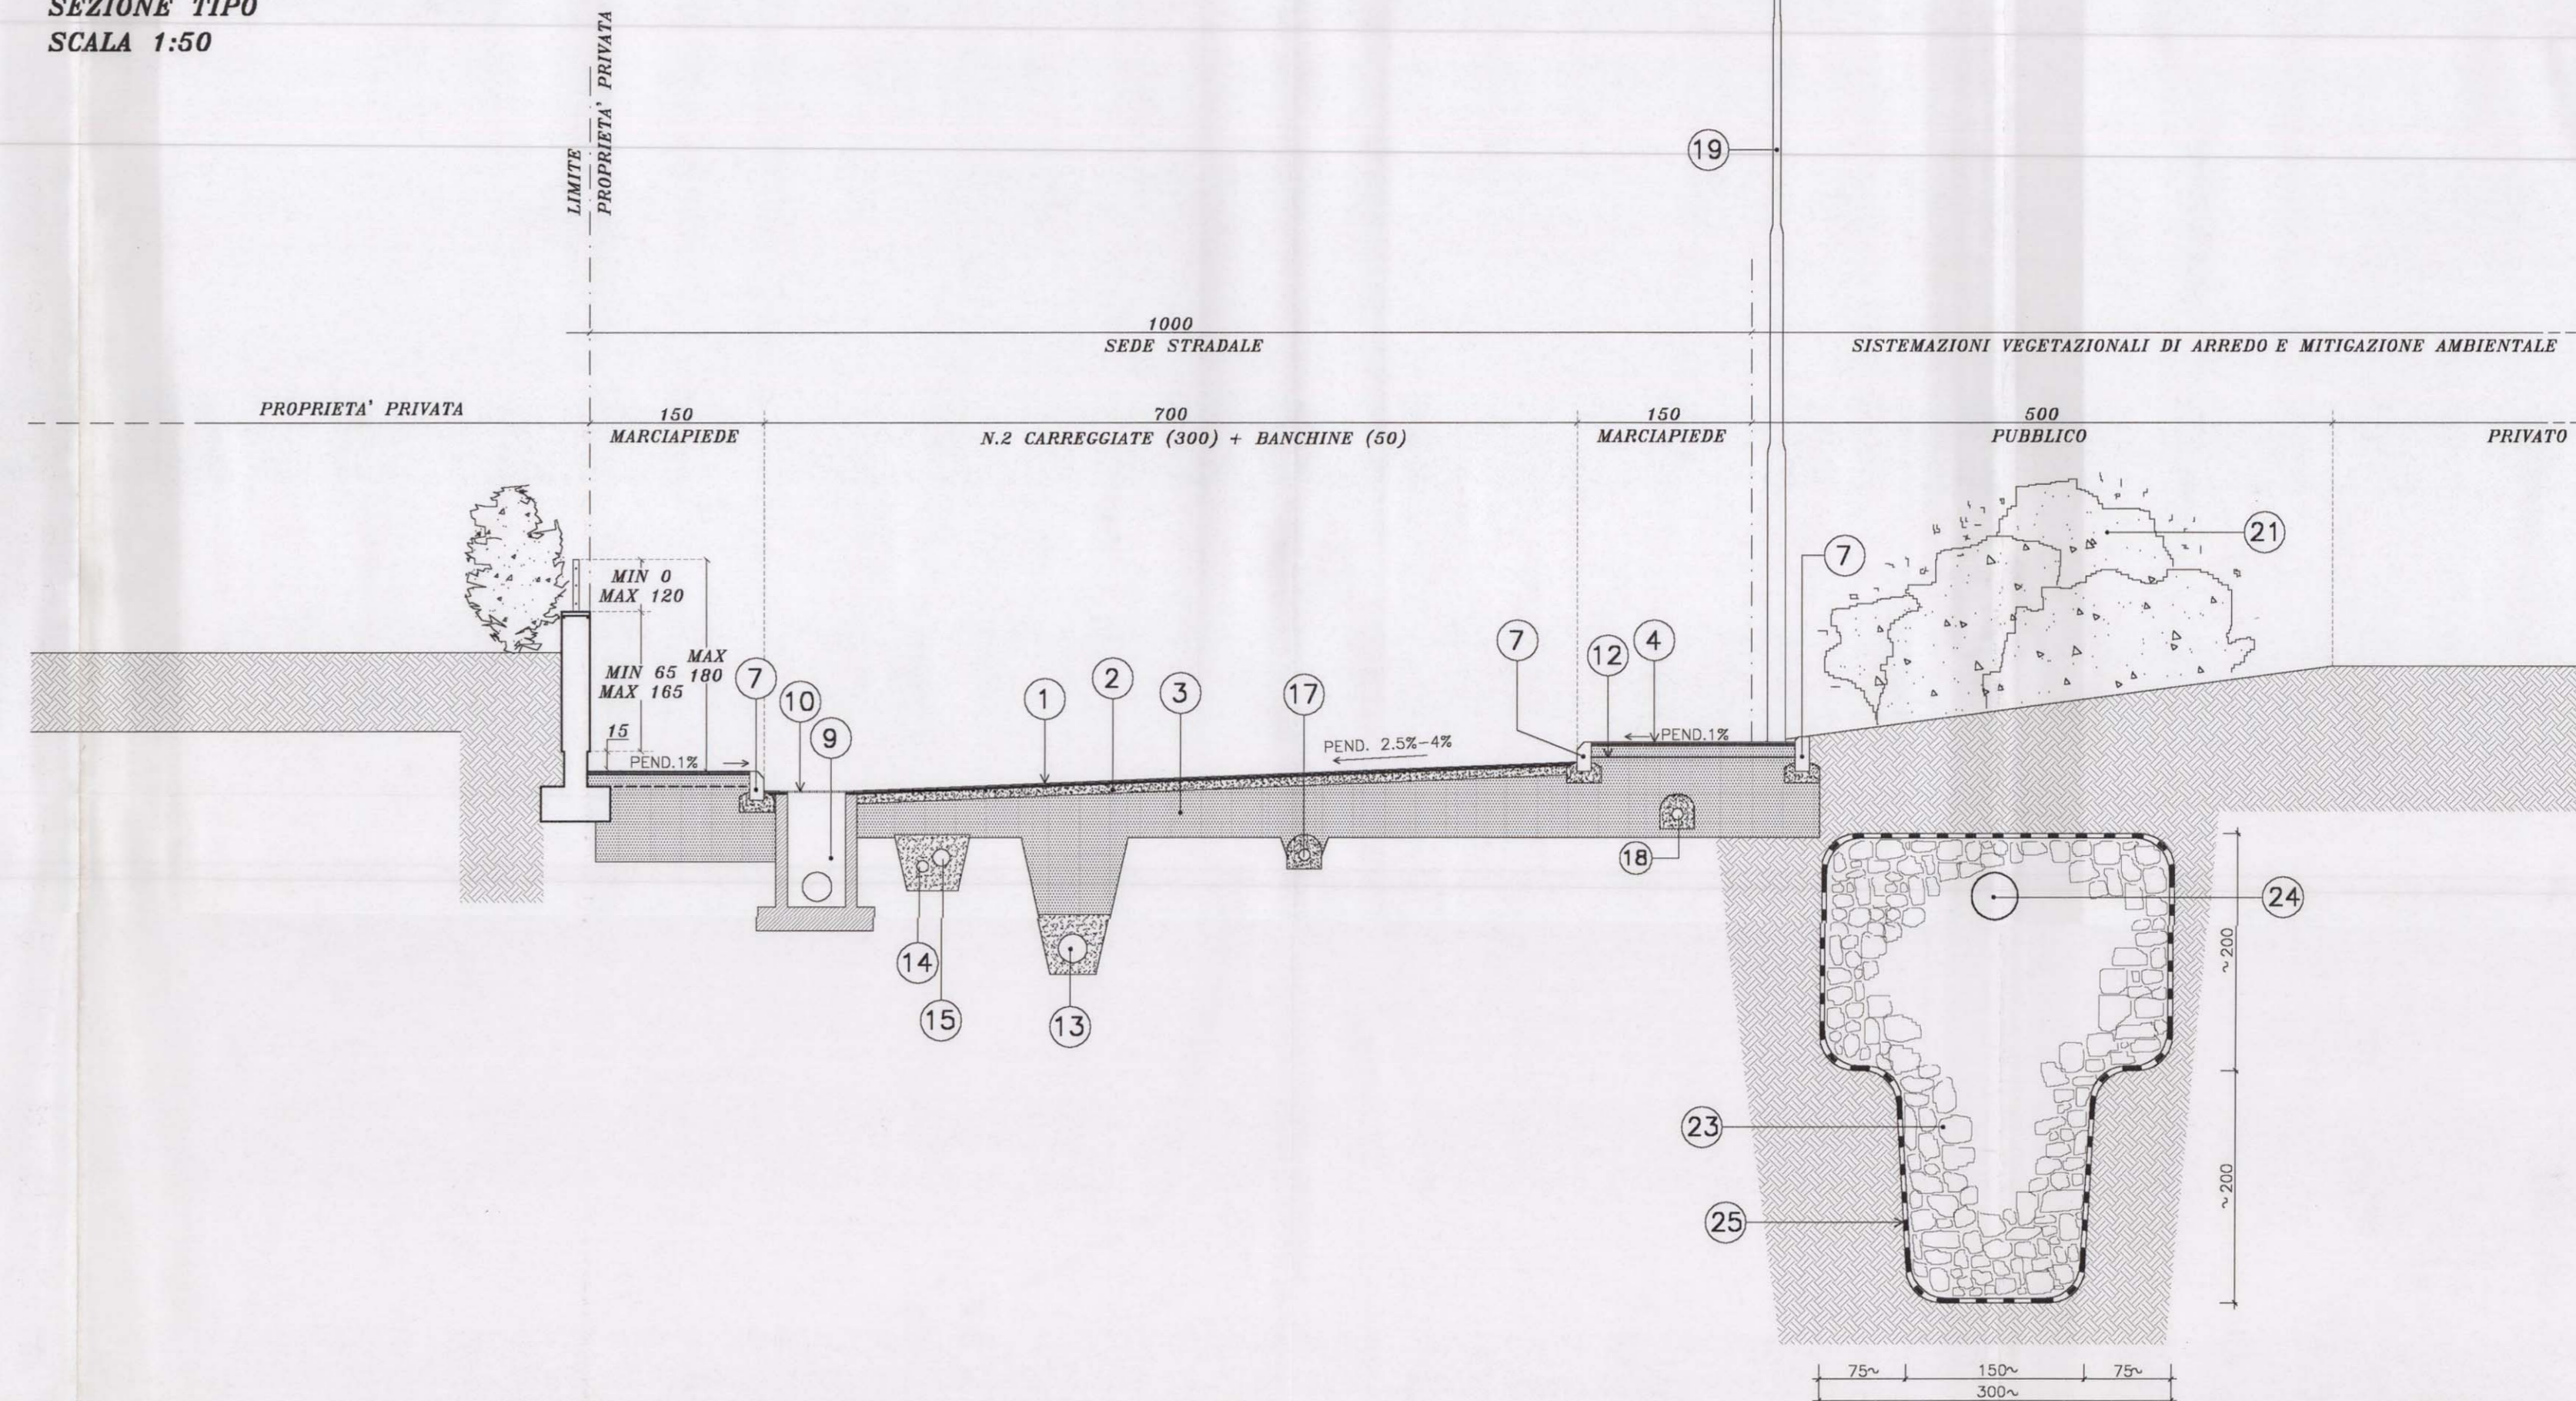 SEZIONE TIPO
SCALA 1:50
LIMITE
PROPRIETA' PRIVATA
19
1000
SEDE STRADALE
SISTEMAZIONI VEGETAZIONALI DI ARREDO E MITIGAZIONE AMBIENTALE
PROPRIETA' PRIVATA
150
MARCIAPIEDE
700
N.2 CARREGGIATE (300) + BANCHINE (50)
150
MARCIAPIEDE
500
PUBBLICO
PRIVATO
21
7
MIN 0
MAX 120
MIN 65
MAX 165
MAX
180
15
PEND.1%
7
10
9
1
2
3
17
PEND. 2.5%-4%
7
12
4
PEND.1%
18
14
15
13
24
23
25
~200
~200
75~
150~
75~
300~